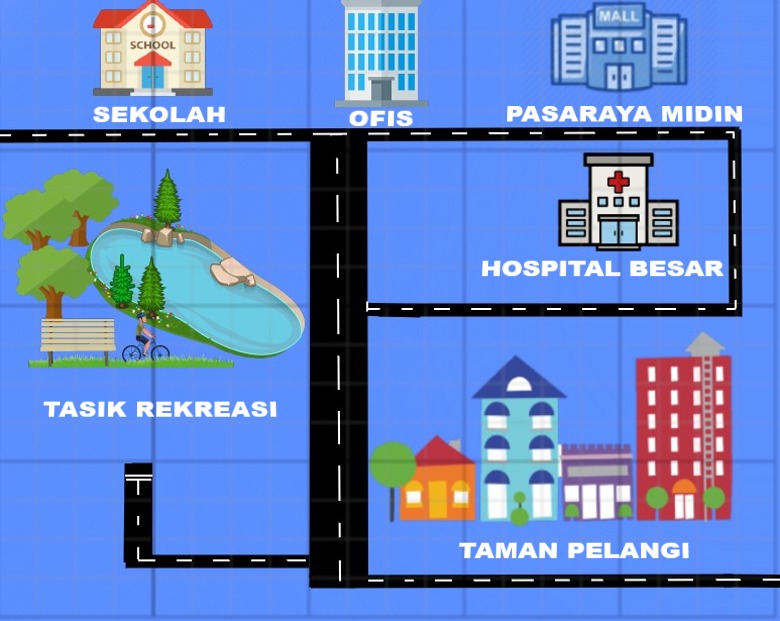 SCHOOL
MALL
SEKOLAH
OFIS
PASARAYA MIDIN
HOSPITAL BESAR
TASIK REKREASI
TAMAN PELANGI